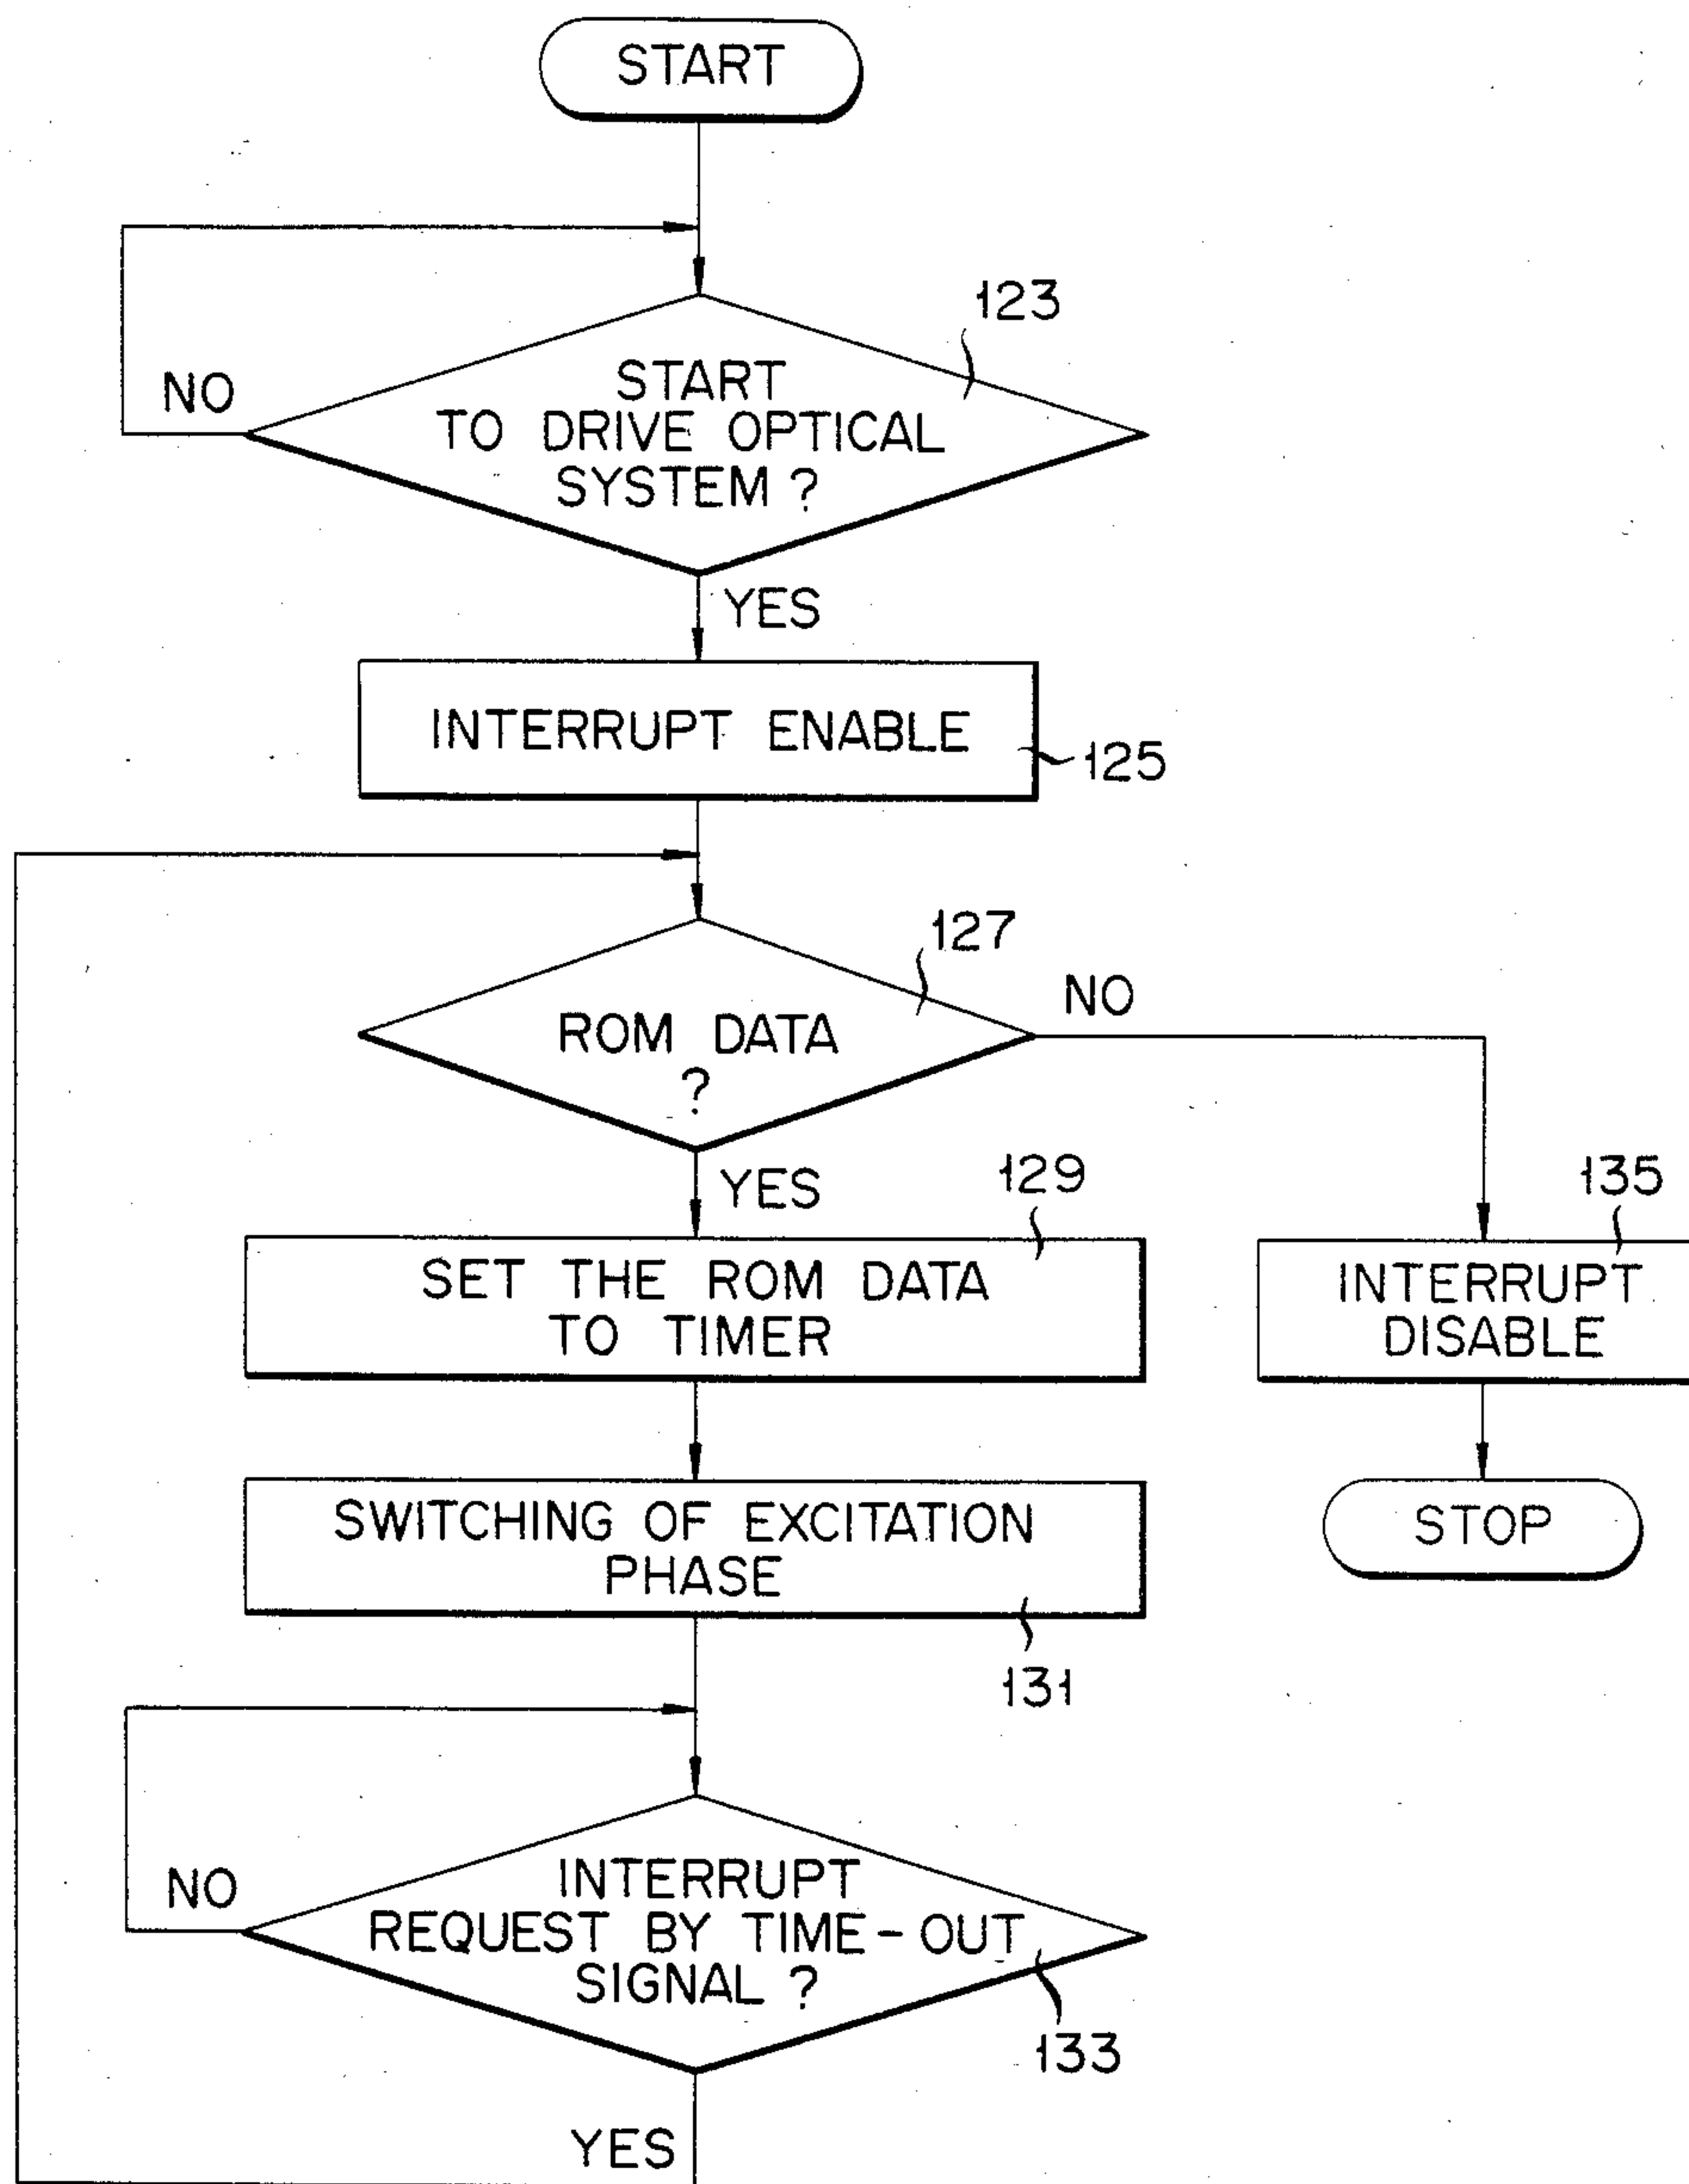 START
123
START
TO DRIVE OPTICAL
SYSTEM ?
NO
YES
INTERRUPT ENABLE
125
127
ROM DATA
?
NO
YES
129
SET THE ROM DATA
TO TIMER
135
INTERRUPT
DISABLE
SWITCHING OF EXCITATION
PHASE
131
STOP
INTERRUPT
REQUEST BY TIME-OUT
SIGNAL ?
NO
133
YES